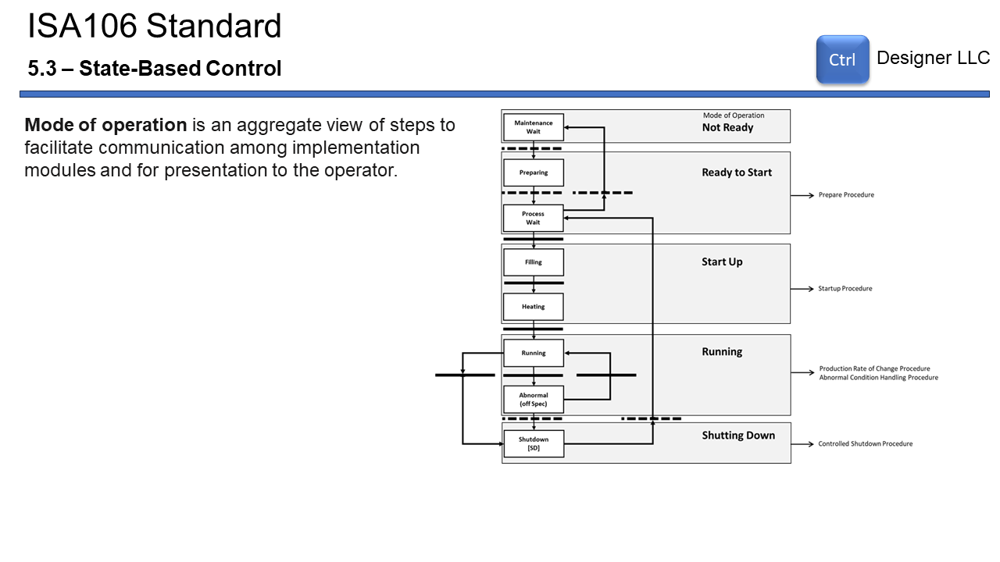 ISA106 Standard
5.3 – State-Based Control
Ctrl
Designer LLC
Mode of operation is an aggregate view of steps to
facilitate communication among implementation
modules and for presentation to the operator.
Maintenance
Wait
Mode of Operation
Not Ready
Preparing
Ready to Start
Prepare Procedure
Process
Wait
Filling
Start Up
Startup Procedure
Heating
Running
Running
Production Rate of Change Procedure
Abnormal Condition Handling Procedure
Abnormal
(off Spec)
Shutdown
[SD]
Shutting Down
Controlled Shutdown Procedure